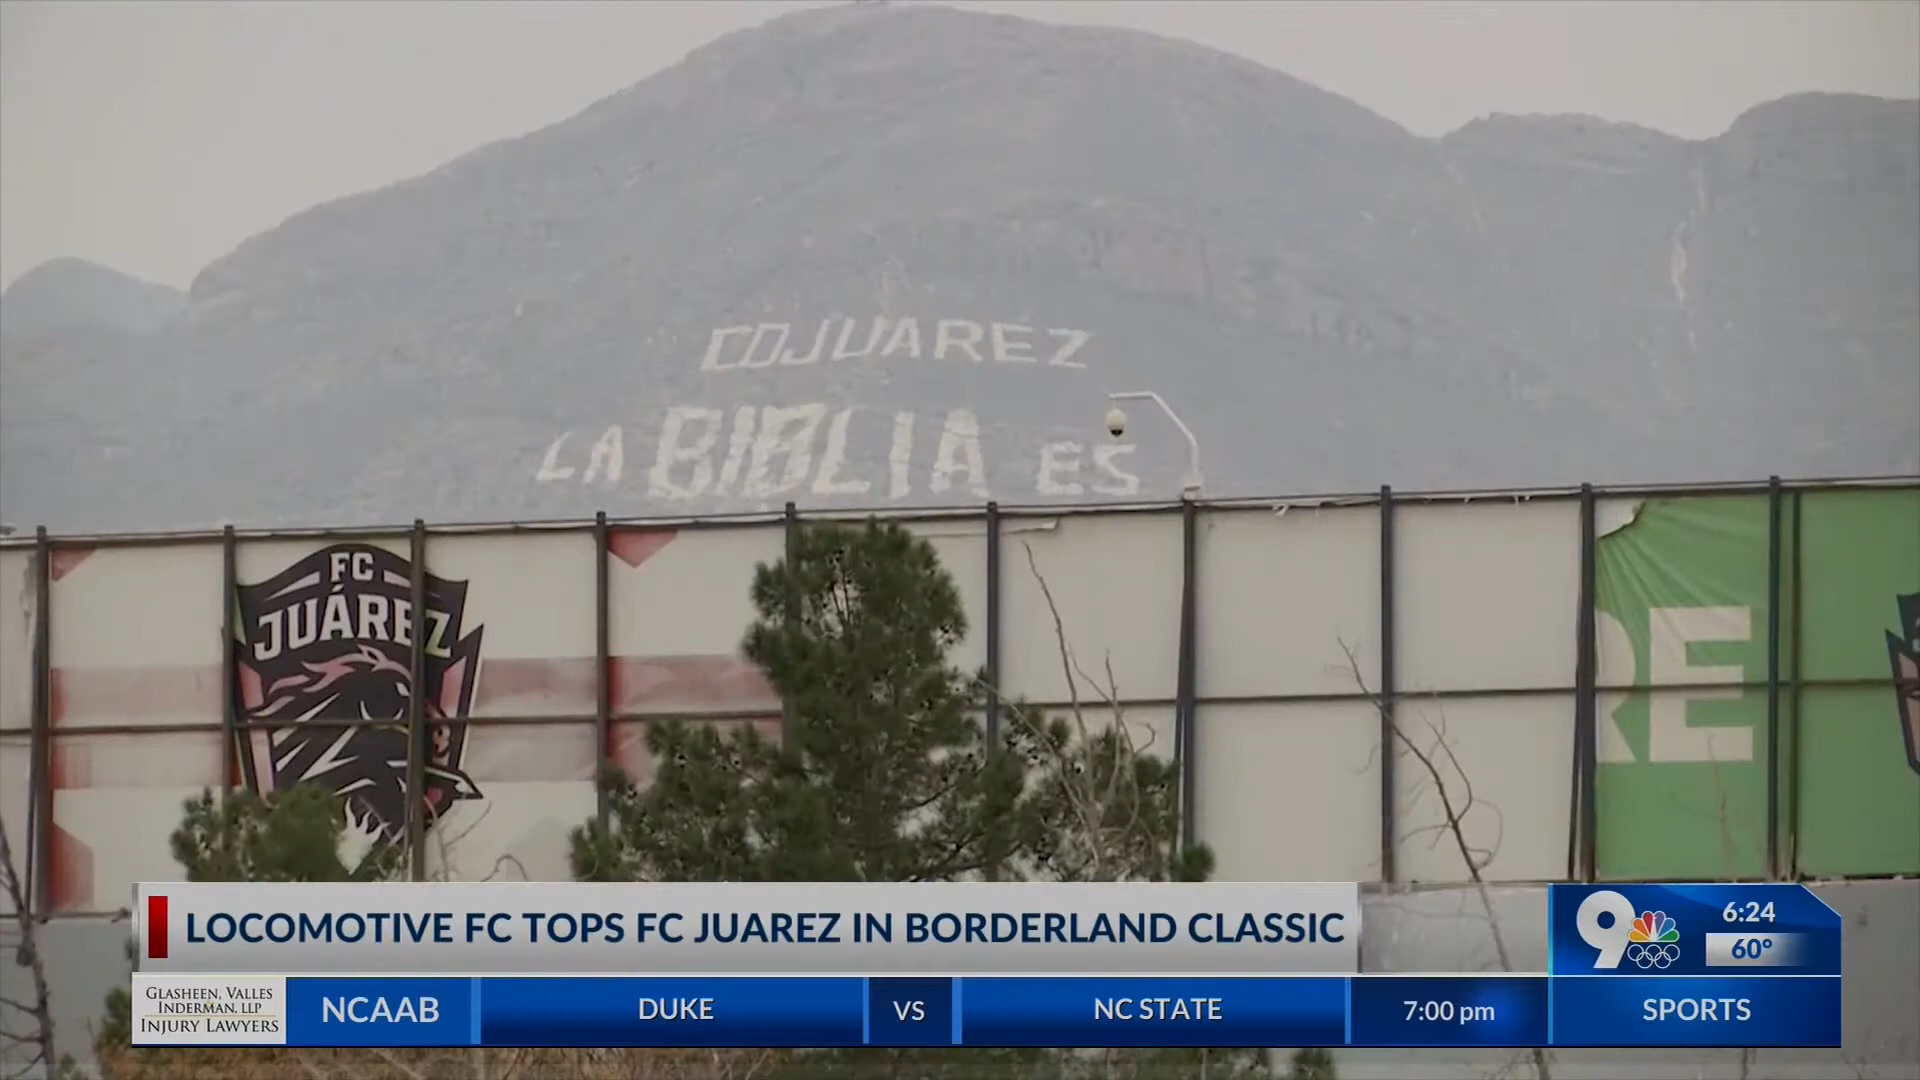 CDJUAREZ
LA BIBLIA ES
FC
JUÁREZ
RE
LOCOMOTIVE FC TOPS FC JUAREZ IN BORDERLAND CLASSIC
9
6:24
60°
GLASHEEN, VALLES
INDERMAN, LLP
INJURY LAWYERS
NCAAB
DUKE
VS
NC STATE
7:00 pm
SPORTS